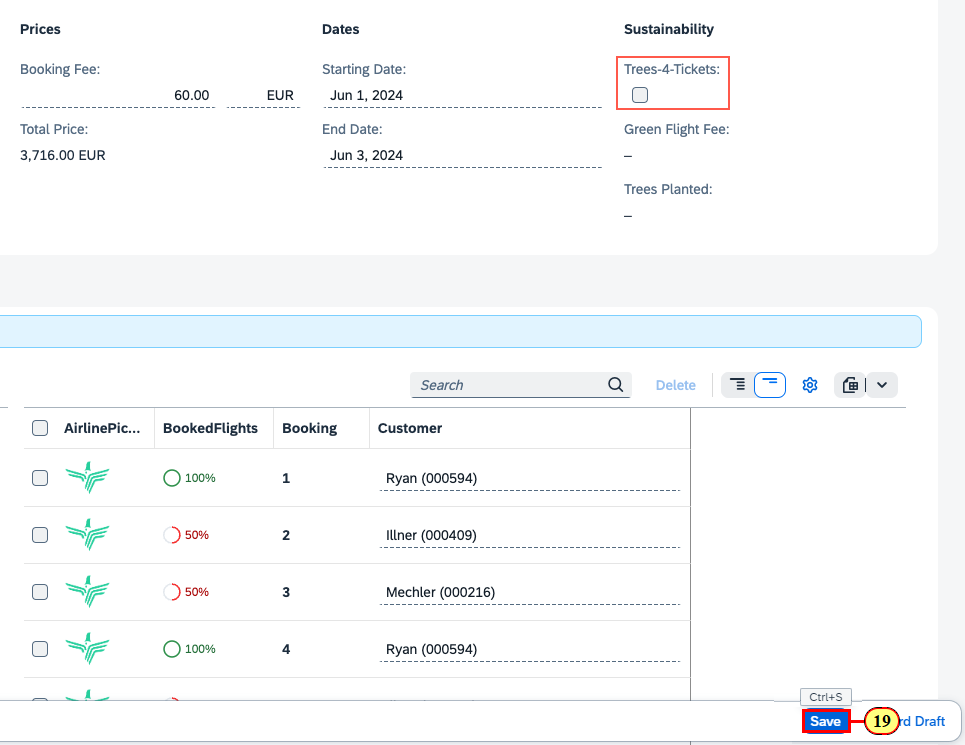 Prices
Dates
Sustainability
Booking Fee:
Starting Date:
Trees-4-Tickets:
60.00 EUR
Jun 1, 2024
Total Price:
End Date:
Green Flight Fee:
3,716.00 EUR
Jun 3, 2024
–
Trees Planted:
–
Search
Delete
AirlinePic... BookedFlights Booking Customer
100% 1 Ryan (000594)
50% 2 Illner (000409)
50% 3 Mechler (000216)
100% 4 Ryan (000594)
Ctrl+S
Save 19 rd Draft